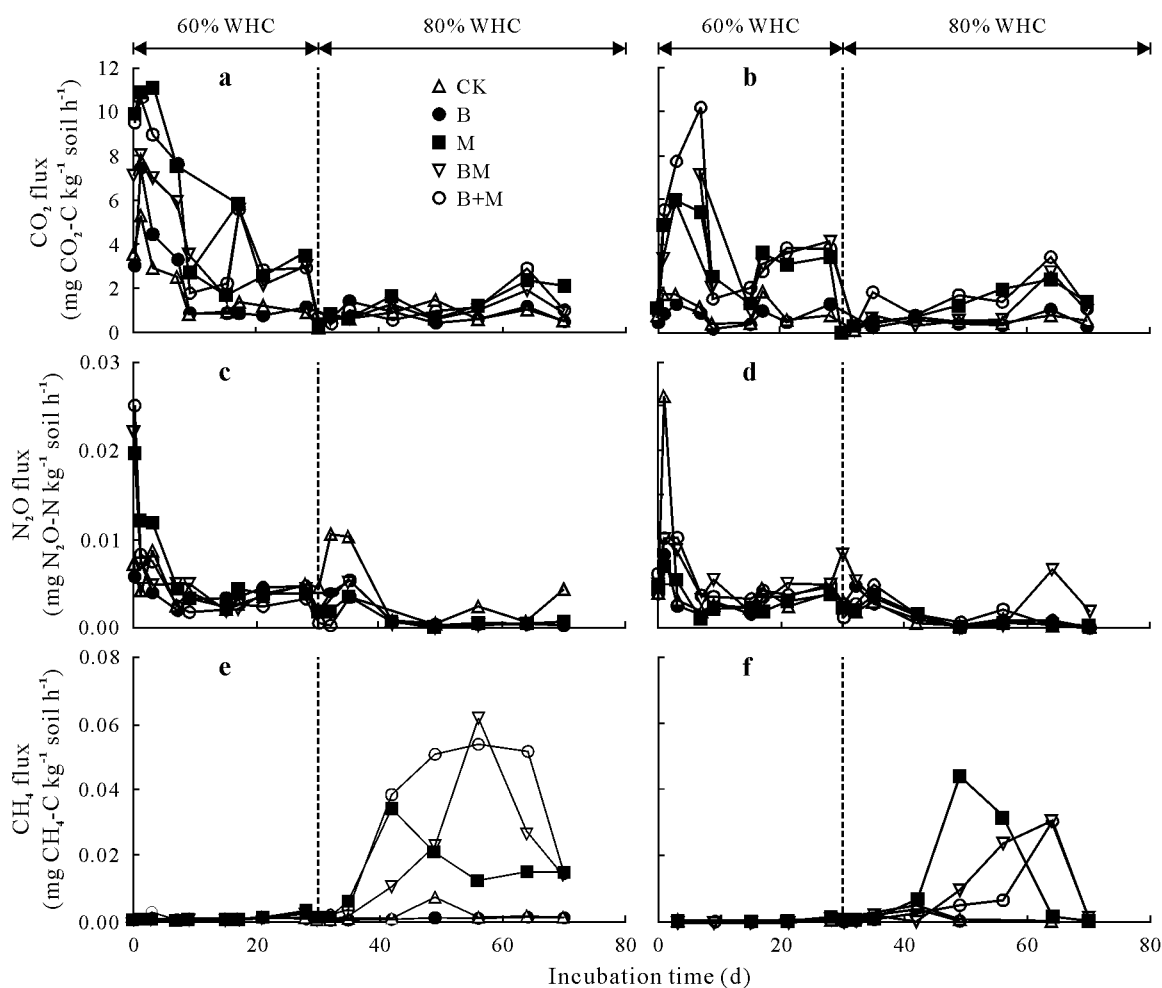 60% WHC 80% WHC 60% WHC 80% WHC
a b
CK
B
M
BM
B+M
12
10
8
6
4
2
0
CO₂ flux
(mg CO₂-C kg⁻¹ soil h⁻¹)
c d
0.03
0.02
0.01
0.00
N₂O flux
(mg N₂O-N kg⁻¹ soil h⁻¹)
e f
0.08
0.06
0.04
0.02
0.00
CH₄ flux
(mg CH₄-C kg⁻¹ soil h⁻¹)
0 20 40 60 80 0 20 40 60 80
Incubation time (d)